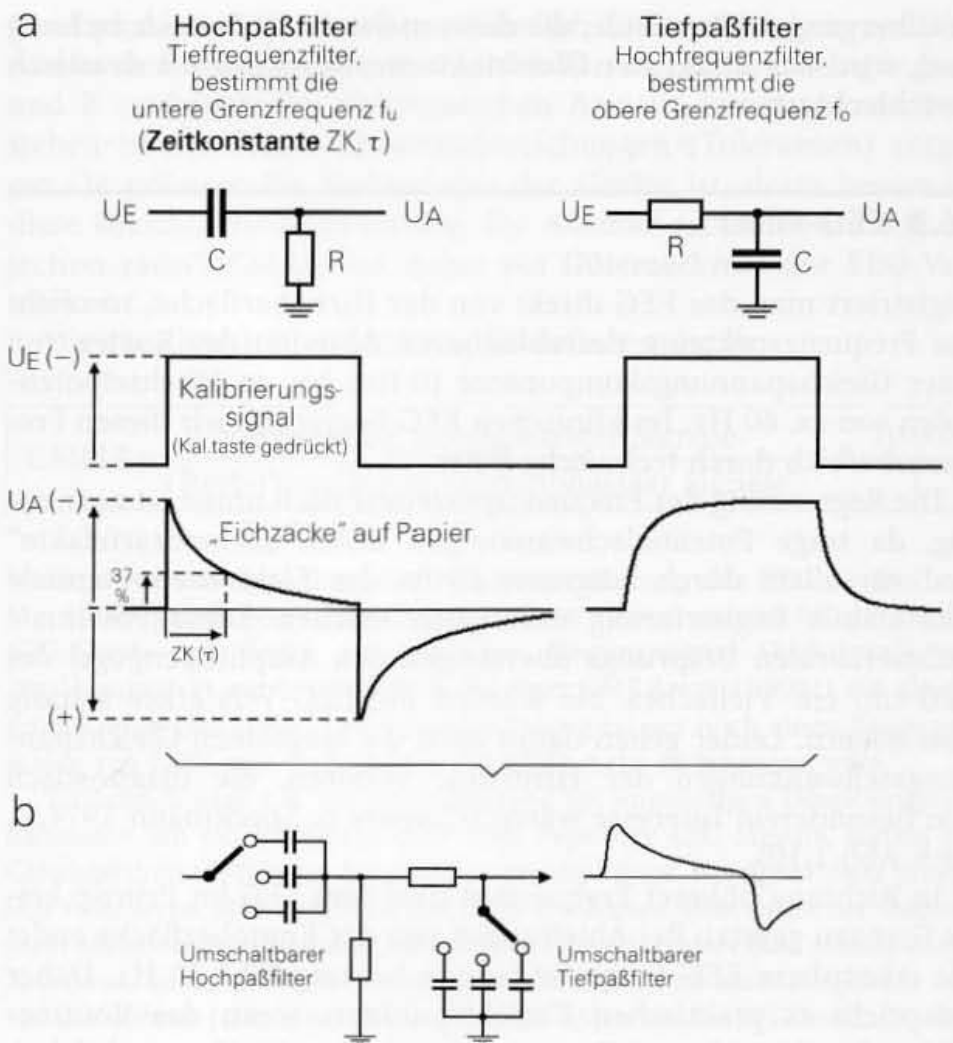 a
Hochpaßfilter
Tieffrequenzfilter.
bestimmt die
untere Grenzfrequenz fu
(Zeitkonstante ZK, τ)
Tiefpaßfilter
Hochfrequenzfilter.
bestimmt die
obere Grenzfrequenz fo
UE
UA
C
R
UE
UA
R
C
UE (−)
Kalibrierungs-
signal
(Kal.taste gedrückt)
UA (−)
„Eichzacke“ auf Papier
37
%
ZK(τ)
(+)
b
Umschaltbarer
Hochpaßfilter
Umschaltbarer
Tiefpaßfilter